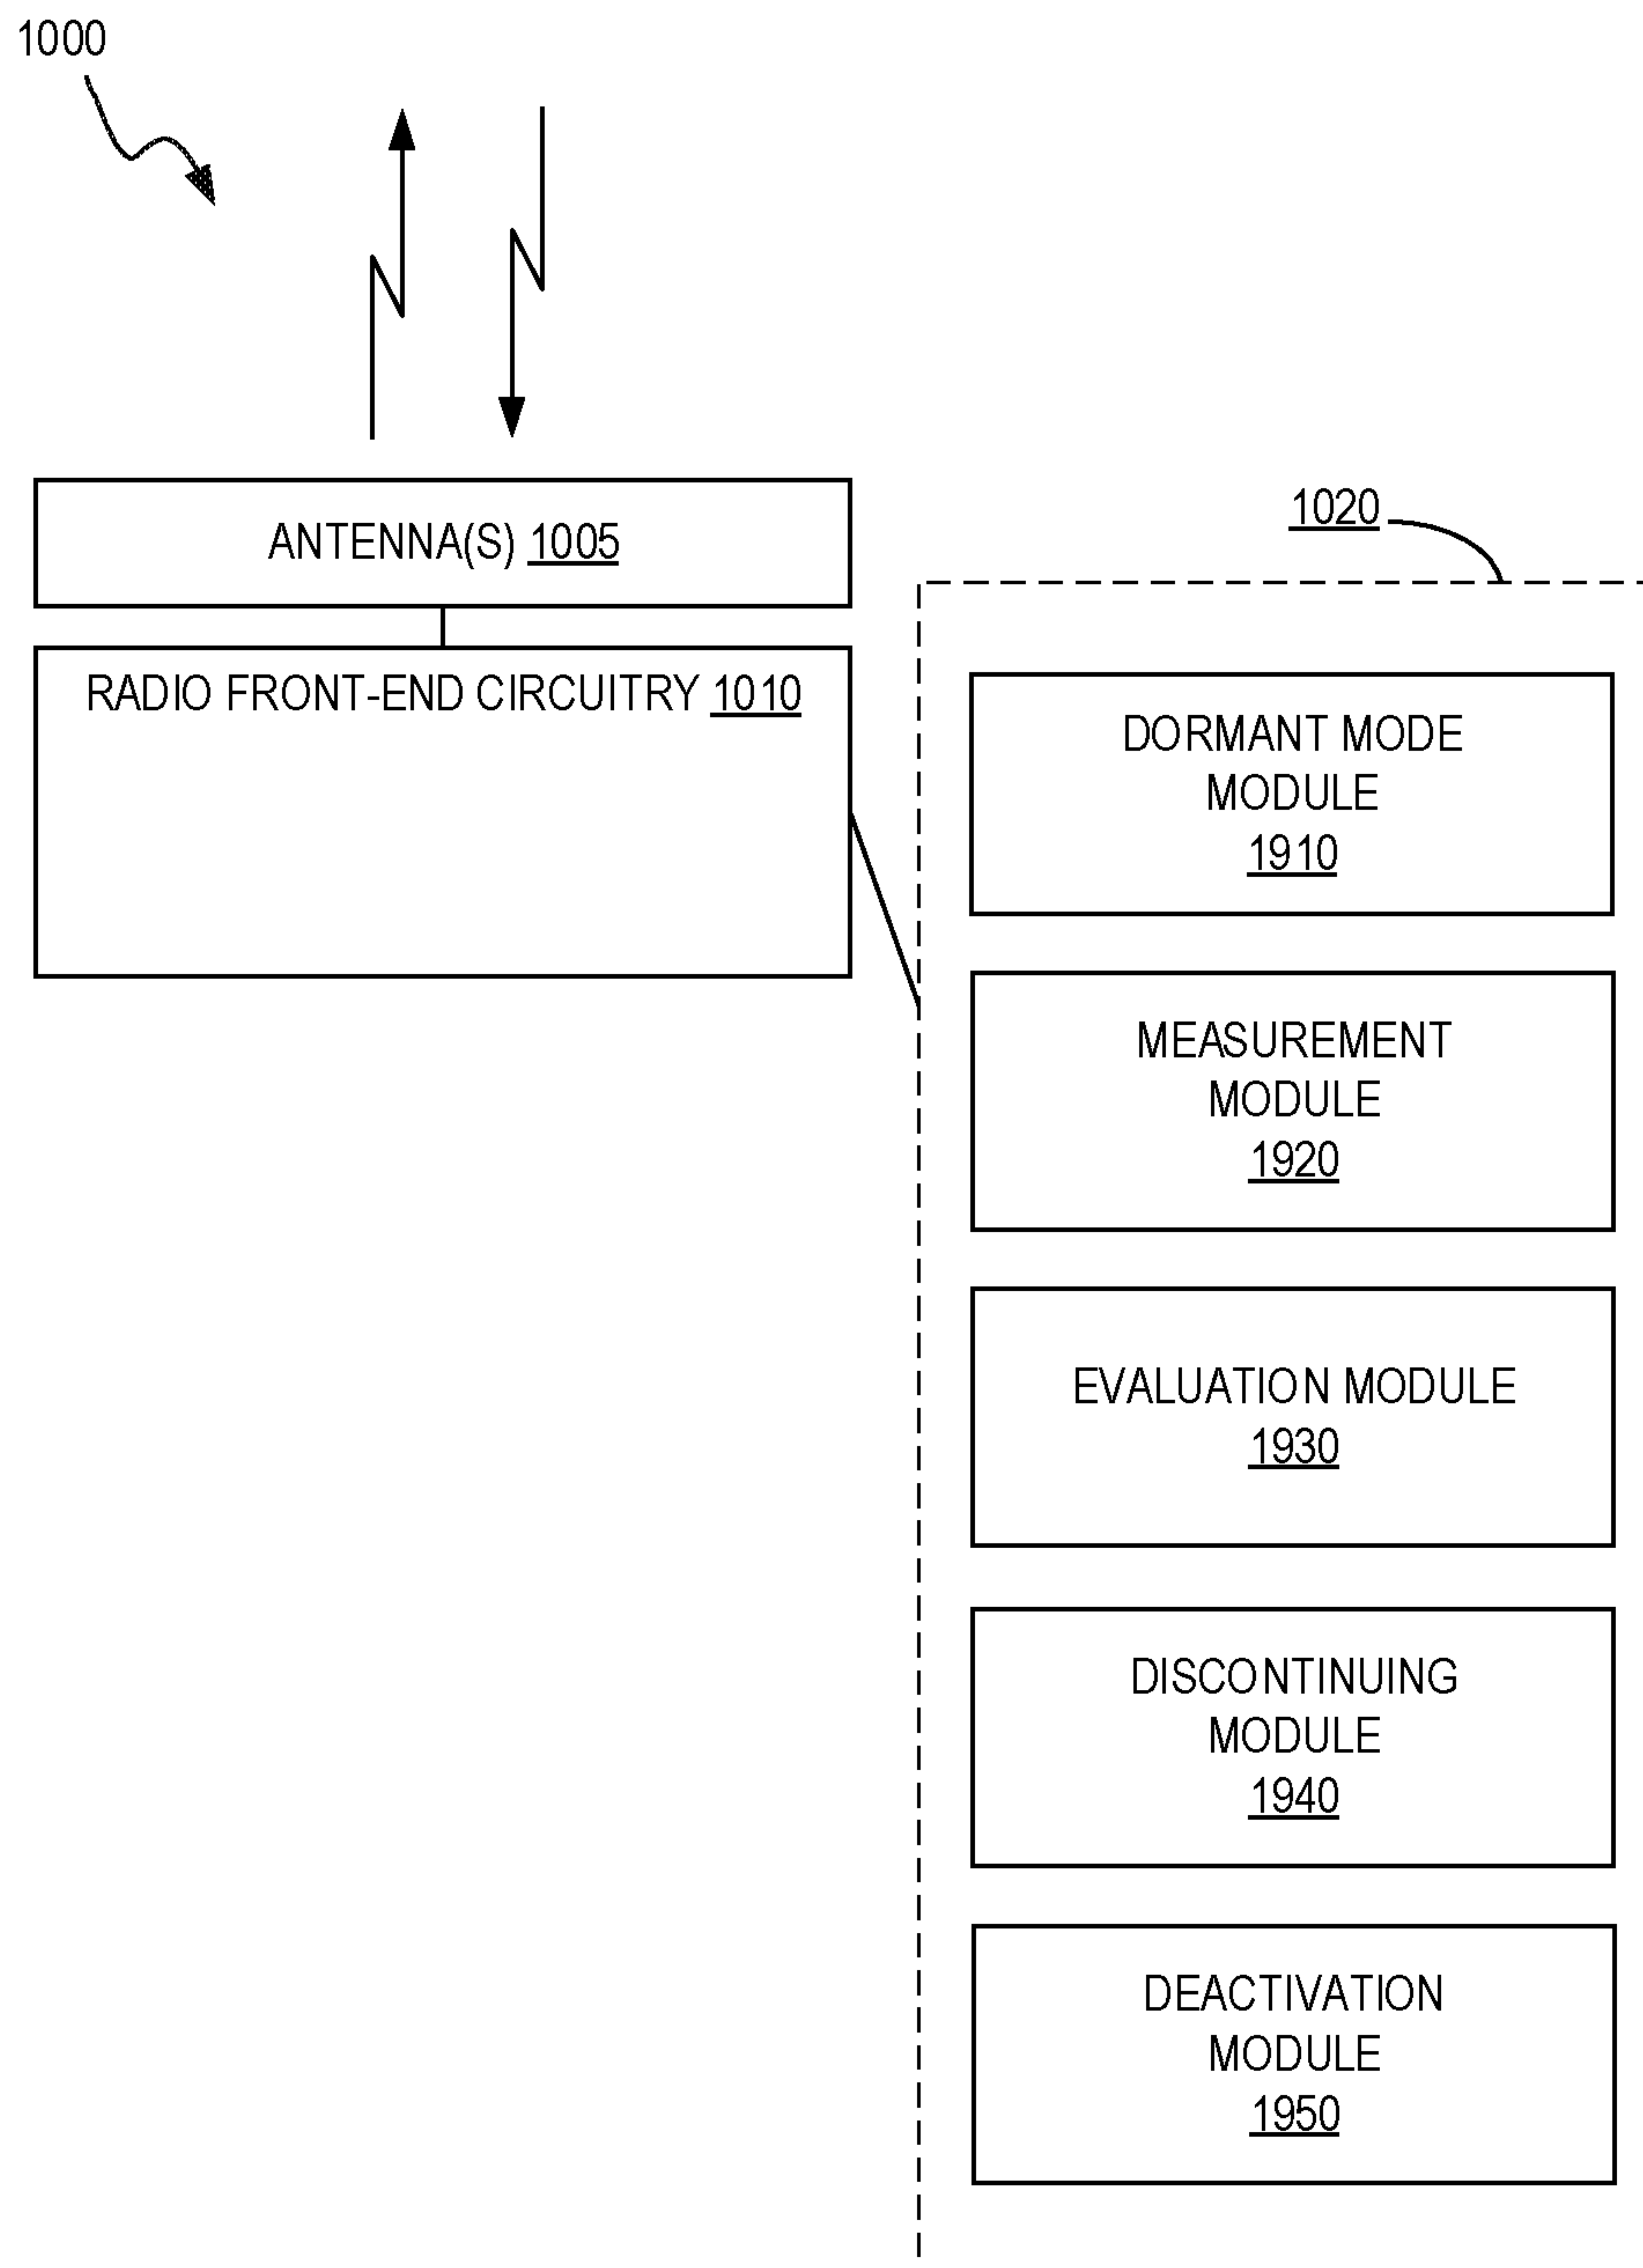 1000
ANTENNA(S) 1005
RADIO FRONT-END CIRCUITRY 1010
1020
DORMANT MODE
MODULE
1910
MEASUREMENT
MODULE
1920
EVALUATION MODULE
1930
DISCONTINUING
MODULE
1940
DEACTIVATION
MODULE
1950